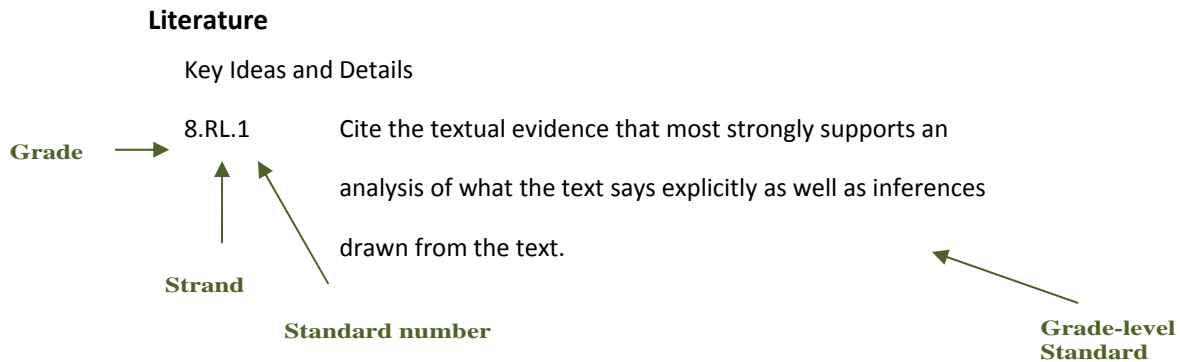 Literature
Key Ideas and Details
8.RL.1 Cite the textual evidence that most strongly supports an
Grade
analysis of what the text says explicitly as well as inferences
drawn from the text.
Strand
Standard number
Grade-level
Standard